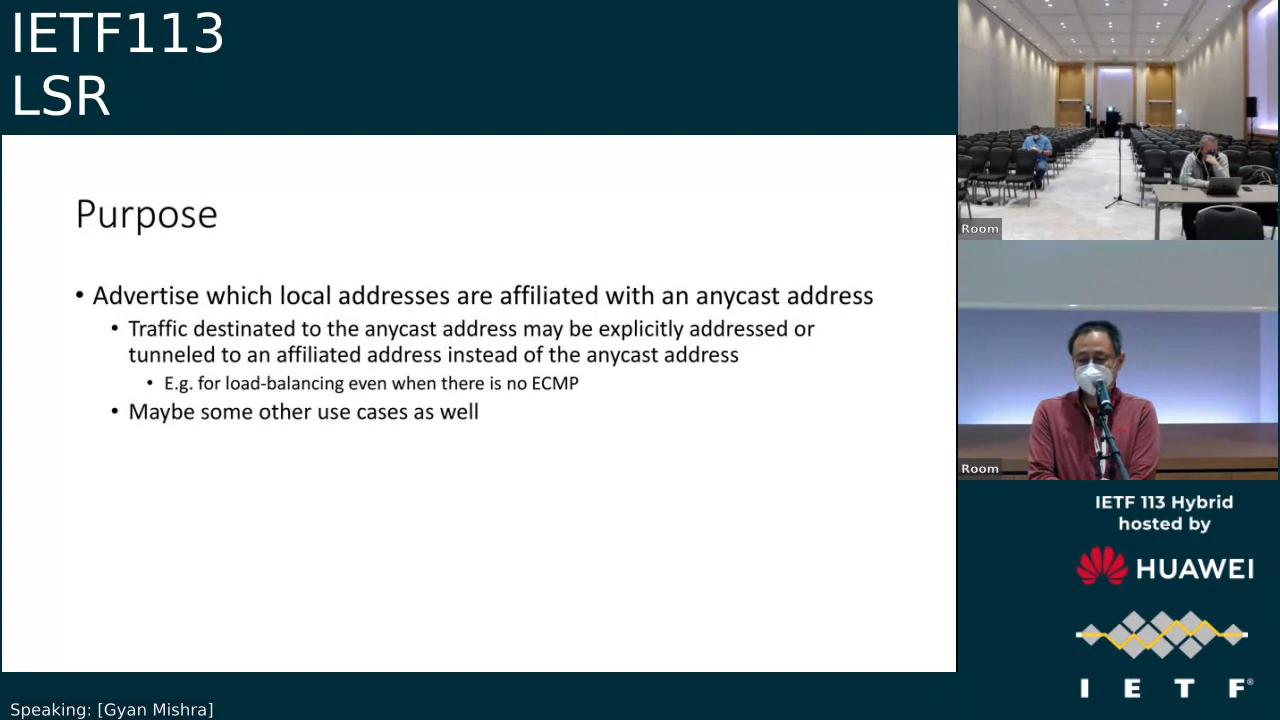 IETF113
LSR
Purpose
• Advertise which local addresses are affiliated with an anycast address
• Traffic destinated to the anycast address may be explicitly addressed or
tunneled to an affiliated address instead of the anycast address
• E.g. for load-balancing even when there is no ECMP
• Maybe some other use cases as well
Room
Room
IETF 113 Hybrid
hosted by
HUAWEI
I E T F®
Speaking: [Gyan Mishra]